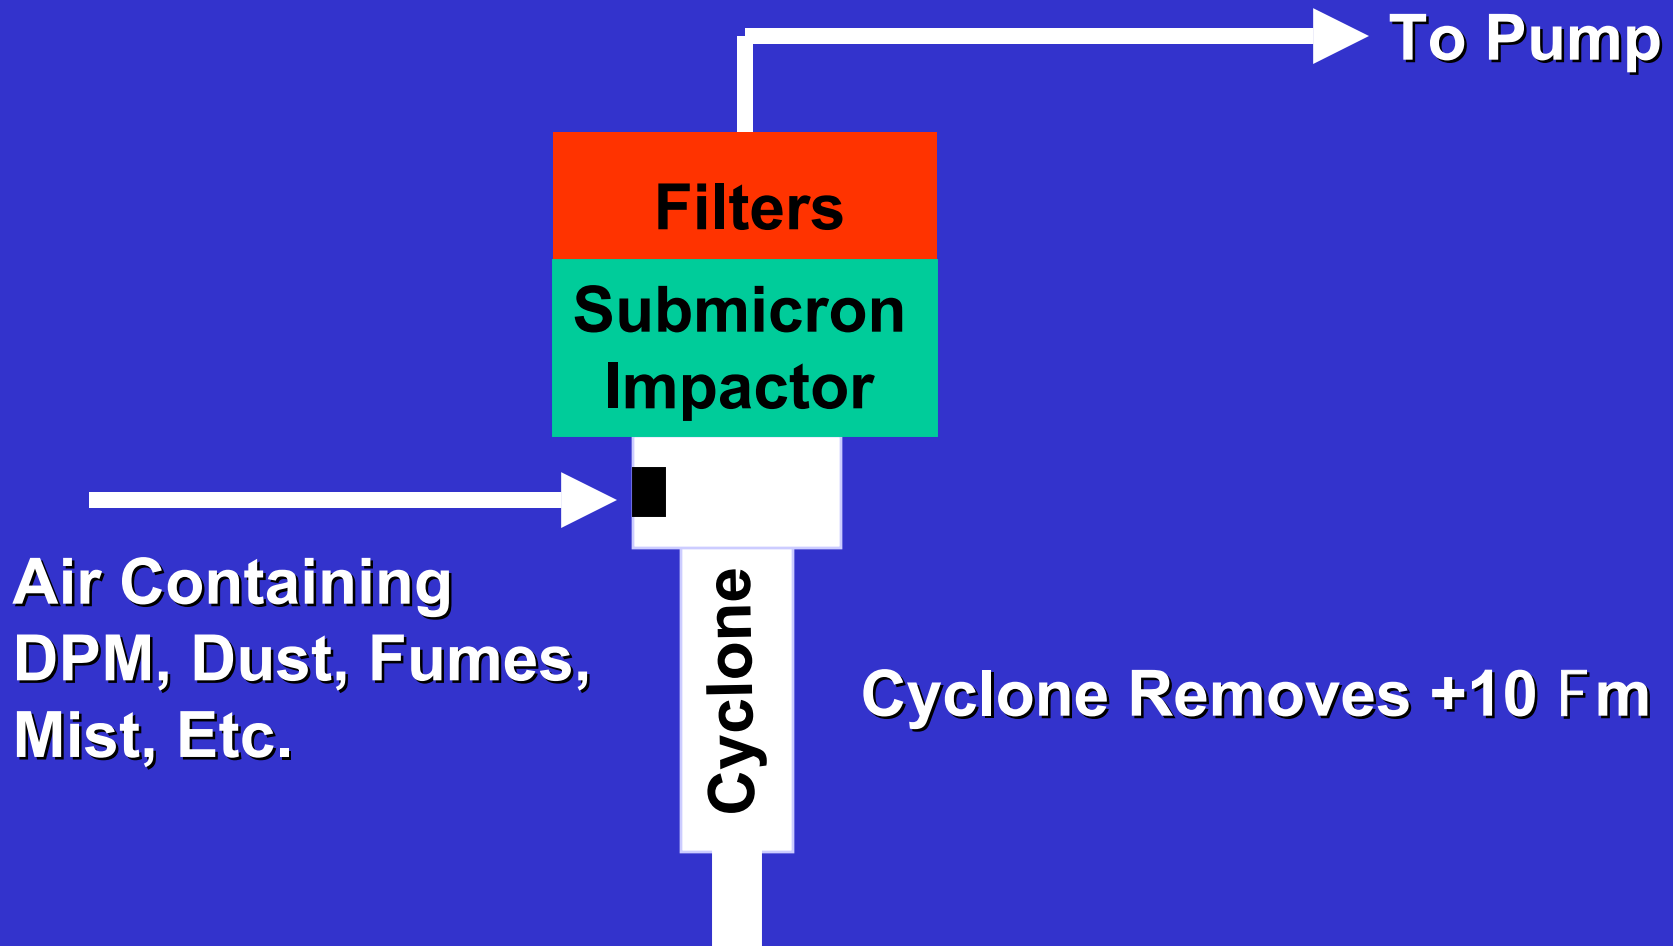 To Pump
Filters
Submicron
Impactor
Air Containing
DPM, Dust, Fumes,
Mist, Etc.
Cyclone
Cyclone Removes +10 Fm